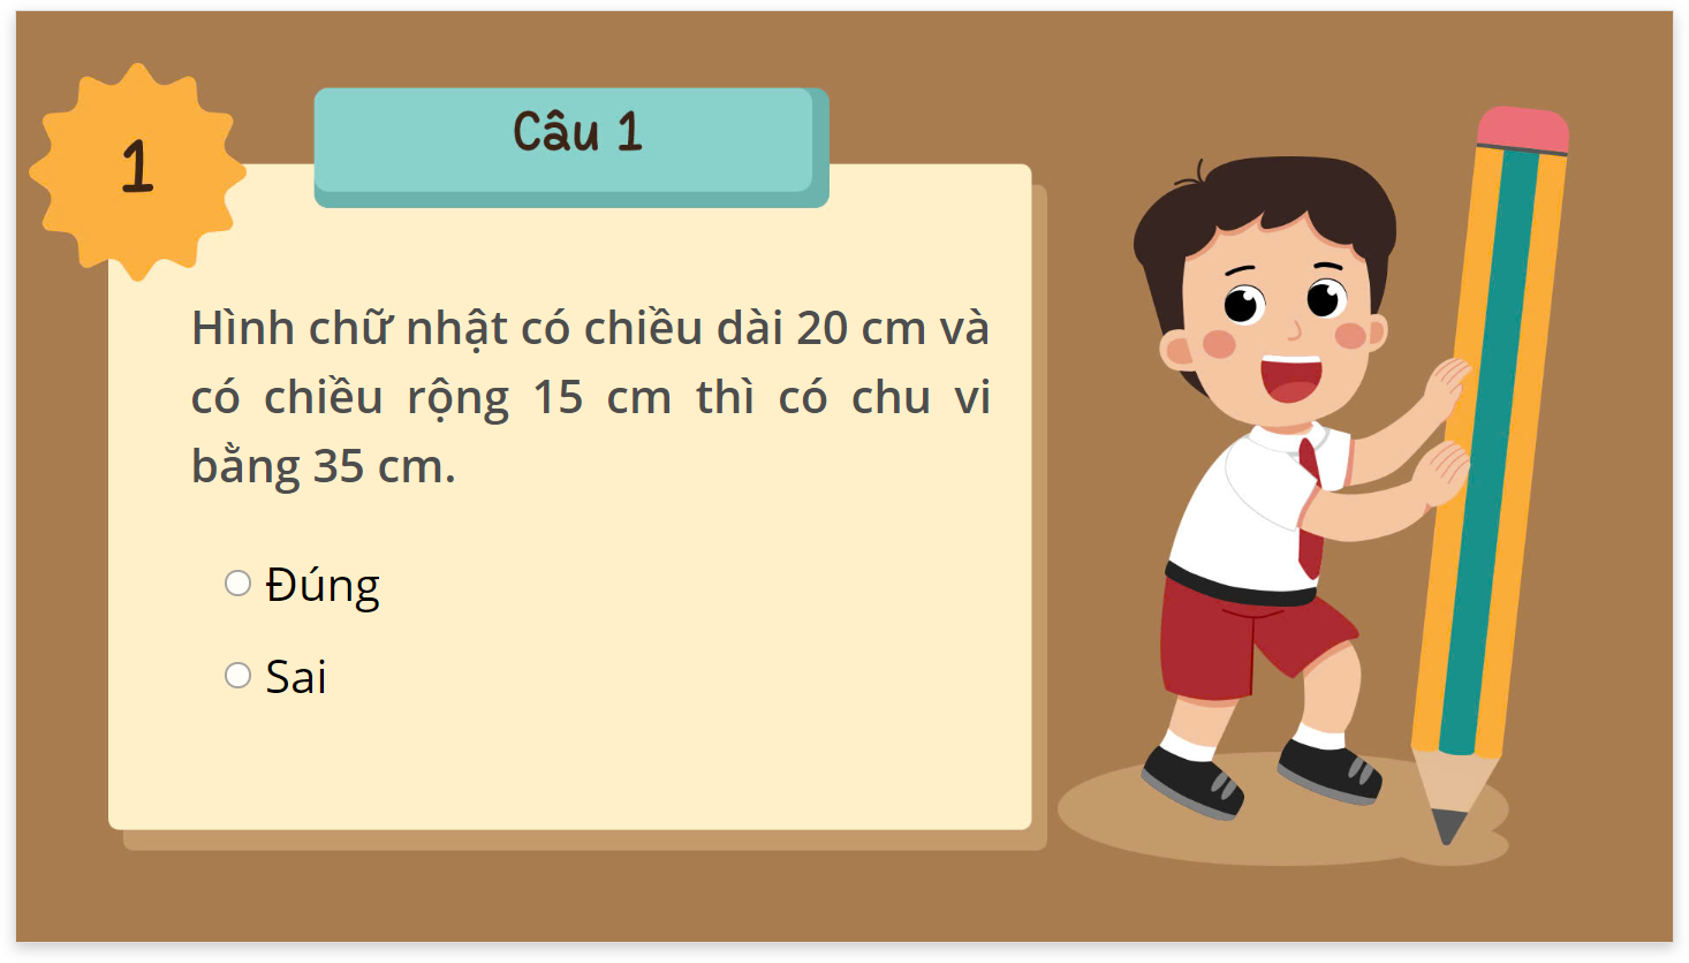 1
Câu 1
Hình chữ nhật có chiều dài 20 cm và
có chiều rộng 15 cm thì có chu vi
bằng 35 cm.
Đúng
Sai